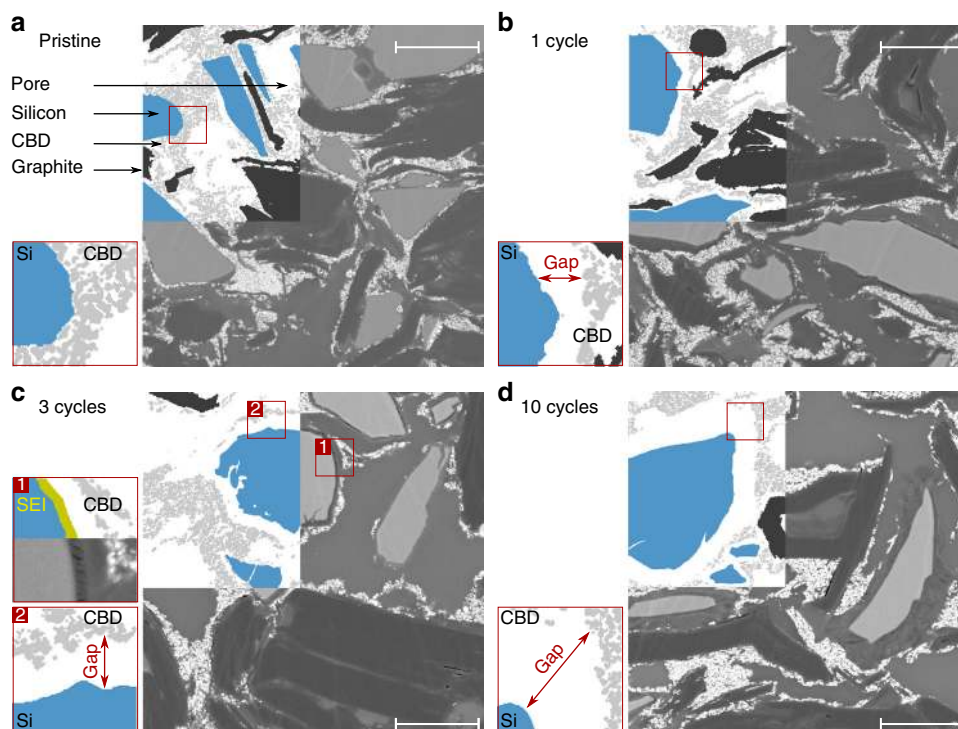 a
Pristine
Pore
Silicon
CBD
Graphite
Si
CBD
b
1 cycle
Si
Gap
CBD
c
3 cycles
2
1
1
SEI
CBD
2
CBD
Gap
Si
d
10 cycles
CBD
Gap
Si